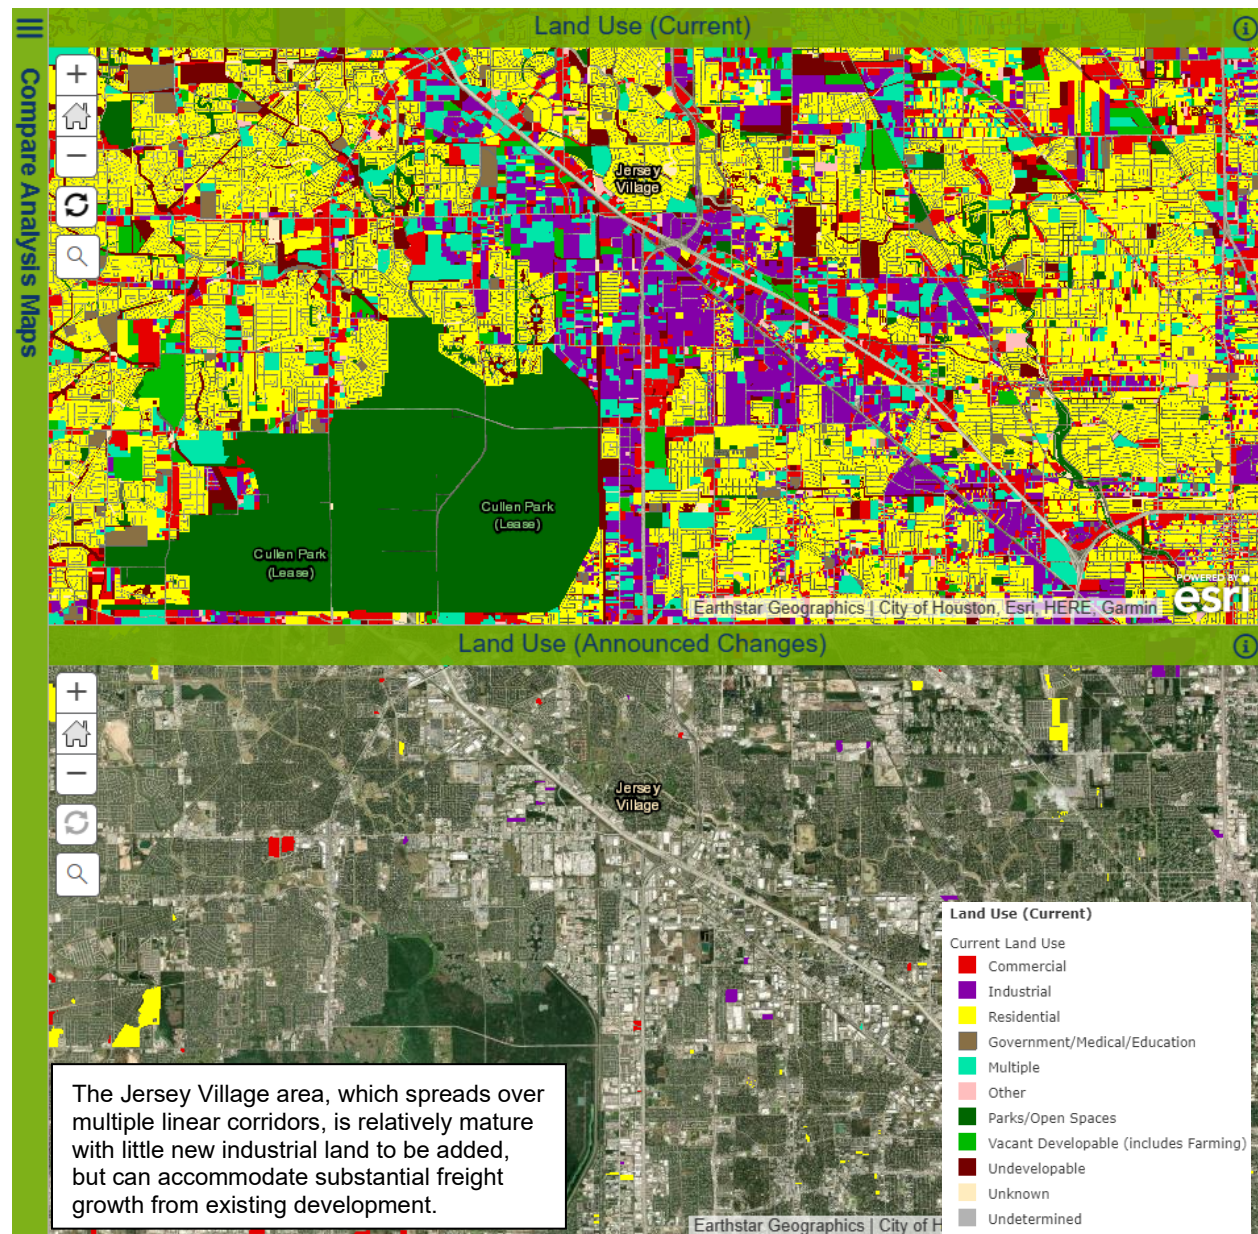 Land Use (Current)
Compare Analysis Maps
Jersey
Village
Cullen Park
(Lease)
Cullen Park
(Lease)
POWERED BY
esri
Earthstar Geographics | City of Houston, Esri, HERE, Garmin
Land Use (Announced Changes)
Jersey
Village
Land Use (Current)
Current Land Use
Commercial
Industrial
Residential
Government/Medical/Education
Multiple
Other
Parks/Open Spaces
Vacant Developable (includes Farming)
Undevelopable
Unknown
Undetermined
The Jersey Village area, which spreads over
multiple linear corridors, is relatively mature
with little new industrial land to be added,
but can accommodate substantial freight
growth from existing development.
Earthstar Geographics | City of H